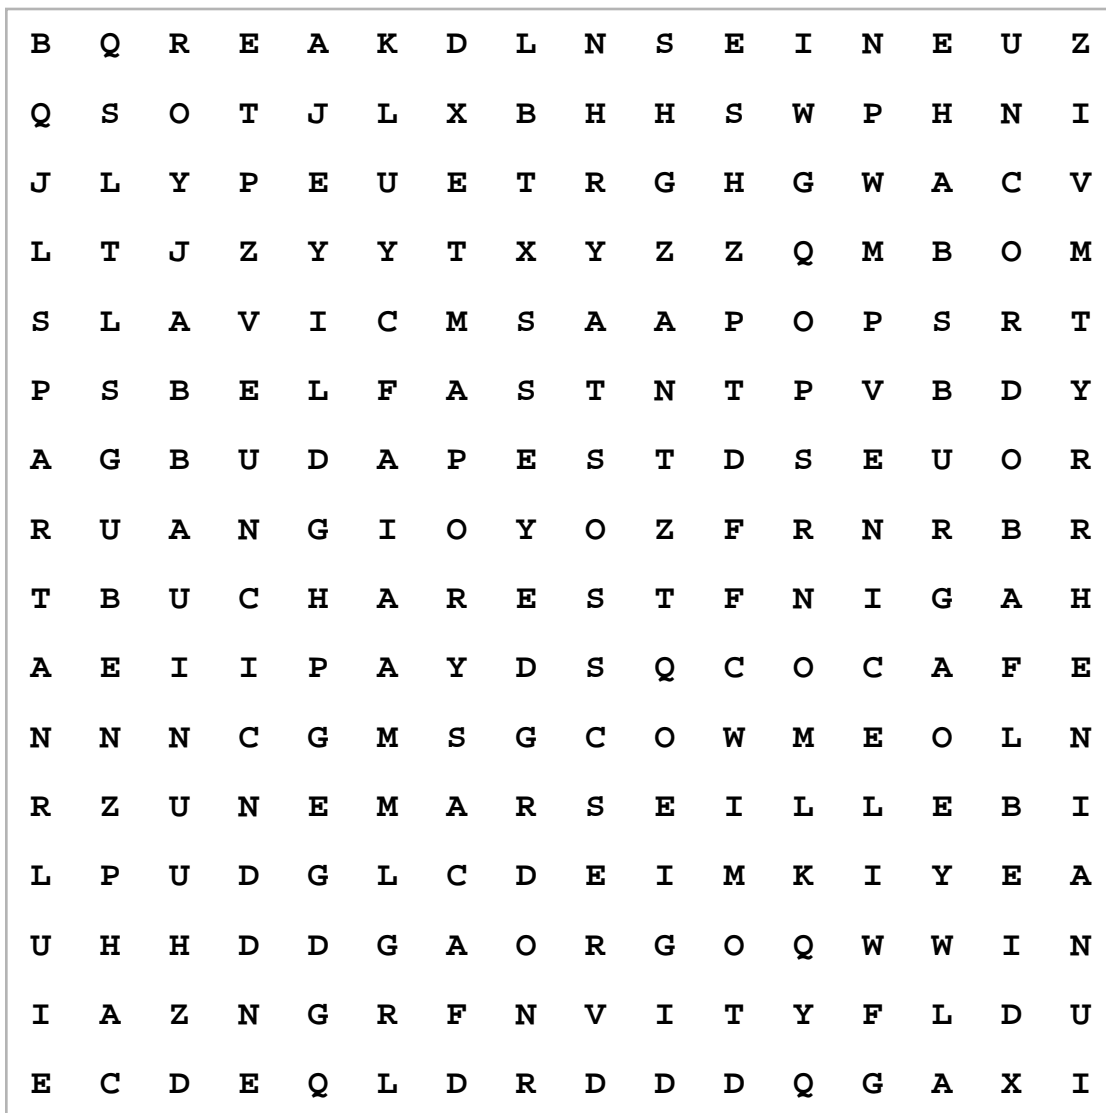 B Q R E A K D L N S E I N E U Z
Q S O T J L X B H H S W P H N I
J L Y P E U E T R G H G W A C V
L T J Z Y Y T X Y Z Z Q M B O M
S L A V I C M S A A P O P S R T
P S B E L F A S T N T P V B D Y
A G B U D A P E S T D S E U O R
R U A N G I O Y O Z F R N R B R
T B U C H A R E S T F N I G A H
A E I I P A Y D S Q C O C A F E
N N N C G M S G C O W M E O L N
R Z U N E M A R S E I L L E B I
L P U D G L C D E I M K I Y E A
U H H D D G A O R G O Q W W I N
I A Z N G R F N V I T Y F L D U
E C D E Q L D R D D D Q G A X I